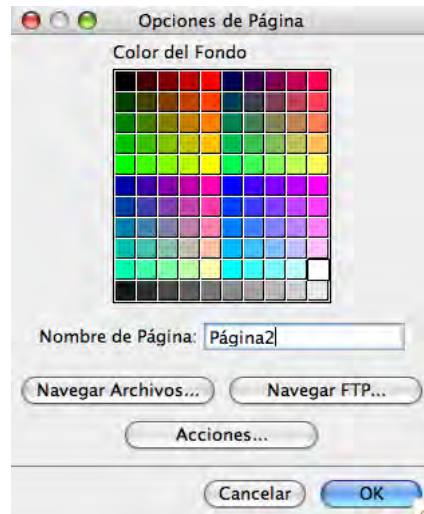 Opciones de Página
Color del Fondo
Nombre de Página: Página2
Navegar Archivos... Navegar FTP...
Acciones...
Cancelar OK